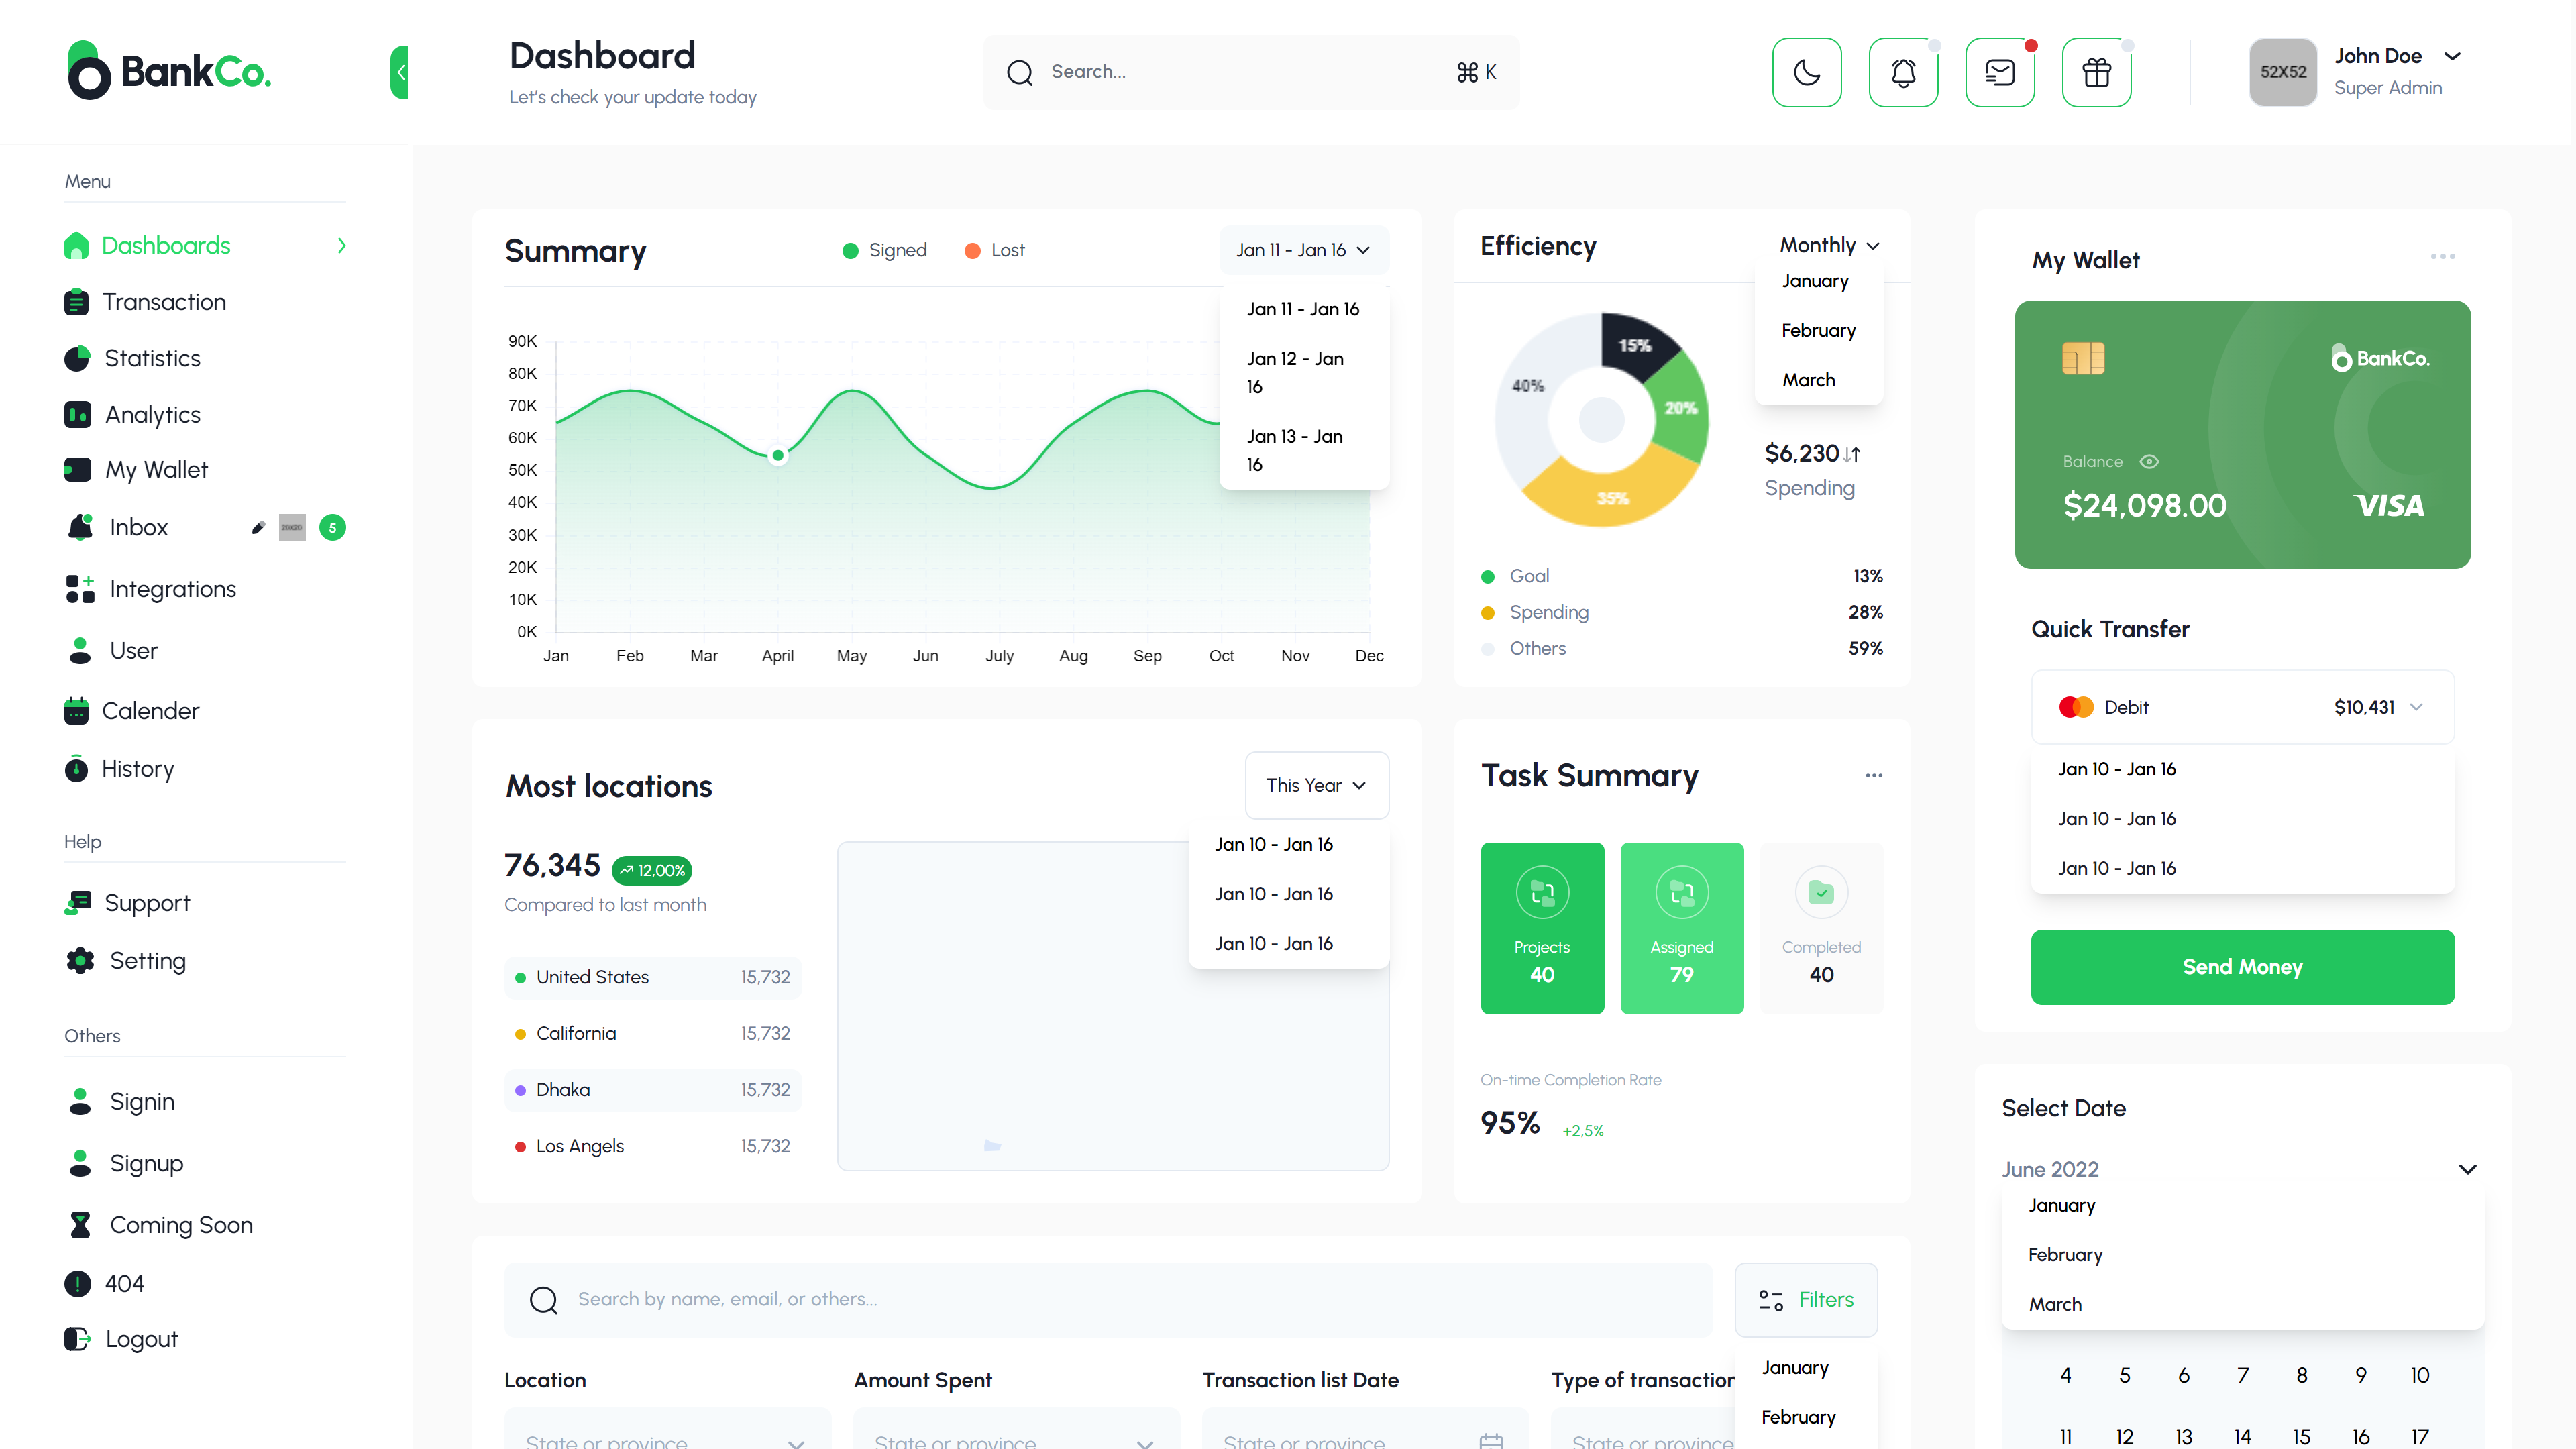 BankCo.
Dashboard
Let's check your update today
Search...
⌘ K
52X52
John Doe
Super Admin
Menu
Dashboards
Transaction
Statistics
Analytics
My Wallet
Inbox
20X20
5
Integrations
User
Calender
History
Help
Support
Setting
Others
Signin
Signup
Coming Soon
404
Logout
Summary
Signed
Lost
Jan 11 - Jan 16
Jan 11 - Jan 16
Jan 12 - Jan
16
Jan 13 - Jan
16
90K
80K
70K
60K
50K
40K
30K
20K
10K
0K
Jan Feb Mar April May Jun July Aug Sep Oct Nov Dec
Efficiency
Monthly
January
February
March
15%
20%
35%
40%
$6,230
Spending
Goal 13%
Spending 28%
Others 59%
My Wallet
BankCo.
Balance
$24,098.00
VISA
Quick Transfer
Debit $10,431
Jan 10 - Jan 16
Jan 10 - Jan 16
Jan 10 - Jan 16
Send Money
Most locations
This Year
Jan 10 - Jan 16
Jan 10 - Jan 16
Jan 10 - Jan 16
76,345
12,00%
Compared to last month
United States 15,732
California 15,732
Dhaka 15,732
Los Angels 15,732
Task Summary
Projects
40
Assigned
79
Completed
40
On-time Completion Rate
95% +2,5%
Select Date
June 2022
January
February
March
4 5 6 7 8 9 10
11 12 13 14 15 16 17
Search by name, email, or others...
Filters
January
February
Location
Amount Spent
Transaction list Date
Type of transaction
State or province
State or province
State or province
State or province